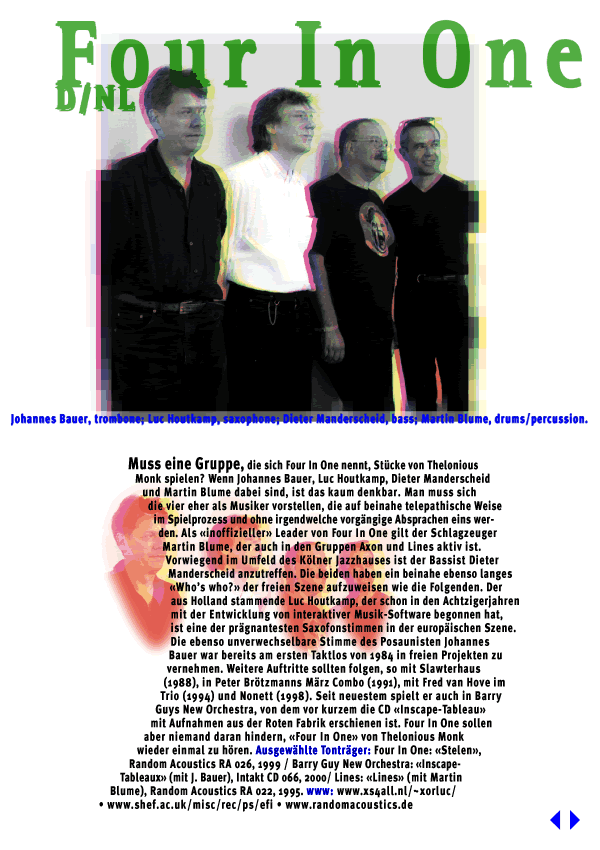 Four In One
D/NL
Johannes Bauer, trombone; Luc Houtkamp, saxophone; Dieter Manderscheid, bass; Martin Blume, drums/percussion.
Muss eine Gruppe, die sich Four In One nennt, Stücke von Thelonious
Monk spielen? Wenn Johannes Bauer, Luc Houtkamp, Dieter Manderscheid
und Martin Blume dabei sind, ist das kaum denkbar. Man muss sich
die vier eher als Musiker vorstellen, die auf beinahe telepathische Weise
im Spielprozess und ohne irgendwelche vorgängige Absprachen eins wer-
den. Als «inoffizieller» Leader von Four In One gilt der Schlagzeuger
Martin Blume, der auch in den Gruppen Axon und Lines aktiv ist.
Vorwiegend im Umfeld des Kölner Jazzhauses ist der Bassist Dieter
Manderscheid anzutreffen. Die beiden haben ein beinahe ebenso langes
«Who's who?» der freien Szene aufzuweisen wie die Folgenden. Der
aus Holland stammende Luc Houtkamp, der schon in den Achtzigerjahren
mit der Entwicklung von interaktiver Musik-Software begonnen hat,
ist eine der prägnantesten Saxofonstimmen in der europäischen Szene.
Die ebenso unverwechselbare Stimme des Posaunisten Johannes
Bauer war bereits am ersten Taktlos von 1984 in freien Projekten zu
vernehmen. Weitere Auftritte sollten folgen, so mit Slawterhaus
(1988), in Peter Brötzmanns März Combo (1991), mit Fred van Hove im
Trio (1994) und Nonett (1998). Seit neuestem spielt er auch in Barry
Guys New Orchestra, von dem vor kurzem die CD «Inscape-Tableau»
mit Aufnahmen aus der Roten Fabrik erschienen ist. Four In One sollen
aber niemand daran hindern, «Four in One» von Thelonious Monk
wieder einmal zu hören. Ausgewählte Tonträger: Four In One: «Stelen»,
Random Acoustics RA 026, 1999 / Barry Guy New Orchestra: «Inscape-
Tableaux» (mit J. Bauer), Intakt CD 066, 2000/ Lines: «Lines» (mit Martin
Blume), Random Acoustics RA 022, 1995. www: www.xs4all.nl/~xorluc/
• www.shef.ac.uk/misc/rec/ps/efi • www.randomacoustics.de